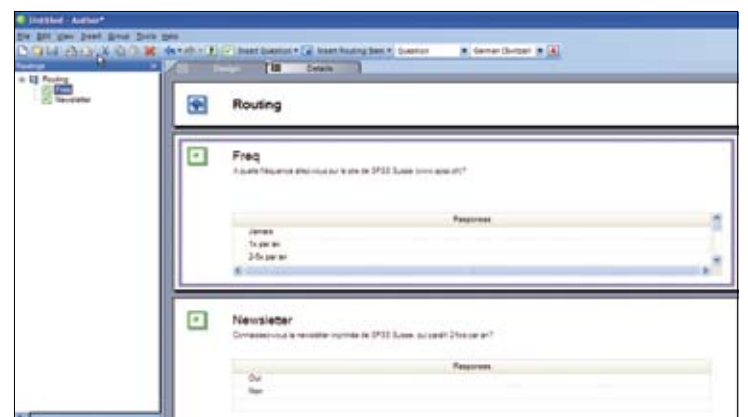 Untitled - Author*
File Edit View Insert Group Tools Help
Insert Question Insert Routing Item Question German (Switzerl
Routings
Design Details
Routing
Freq
Newsletter
Routing
Freq
A quelle fréquence allez-vous sur le site de SPSS Suisse (www.spss.ch)?
Responses
Jamais
1x par an
2-5x par an
Newsletter
Connaissez-vous la newsletter imprimée de SPSS Suisse, qui paraît 2 fois par an?
Responses
Oui
Non